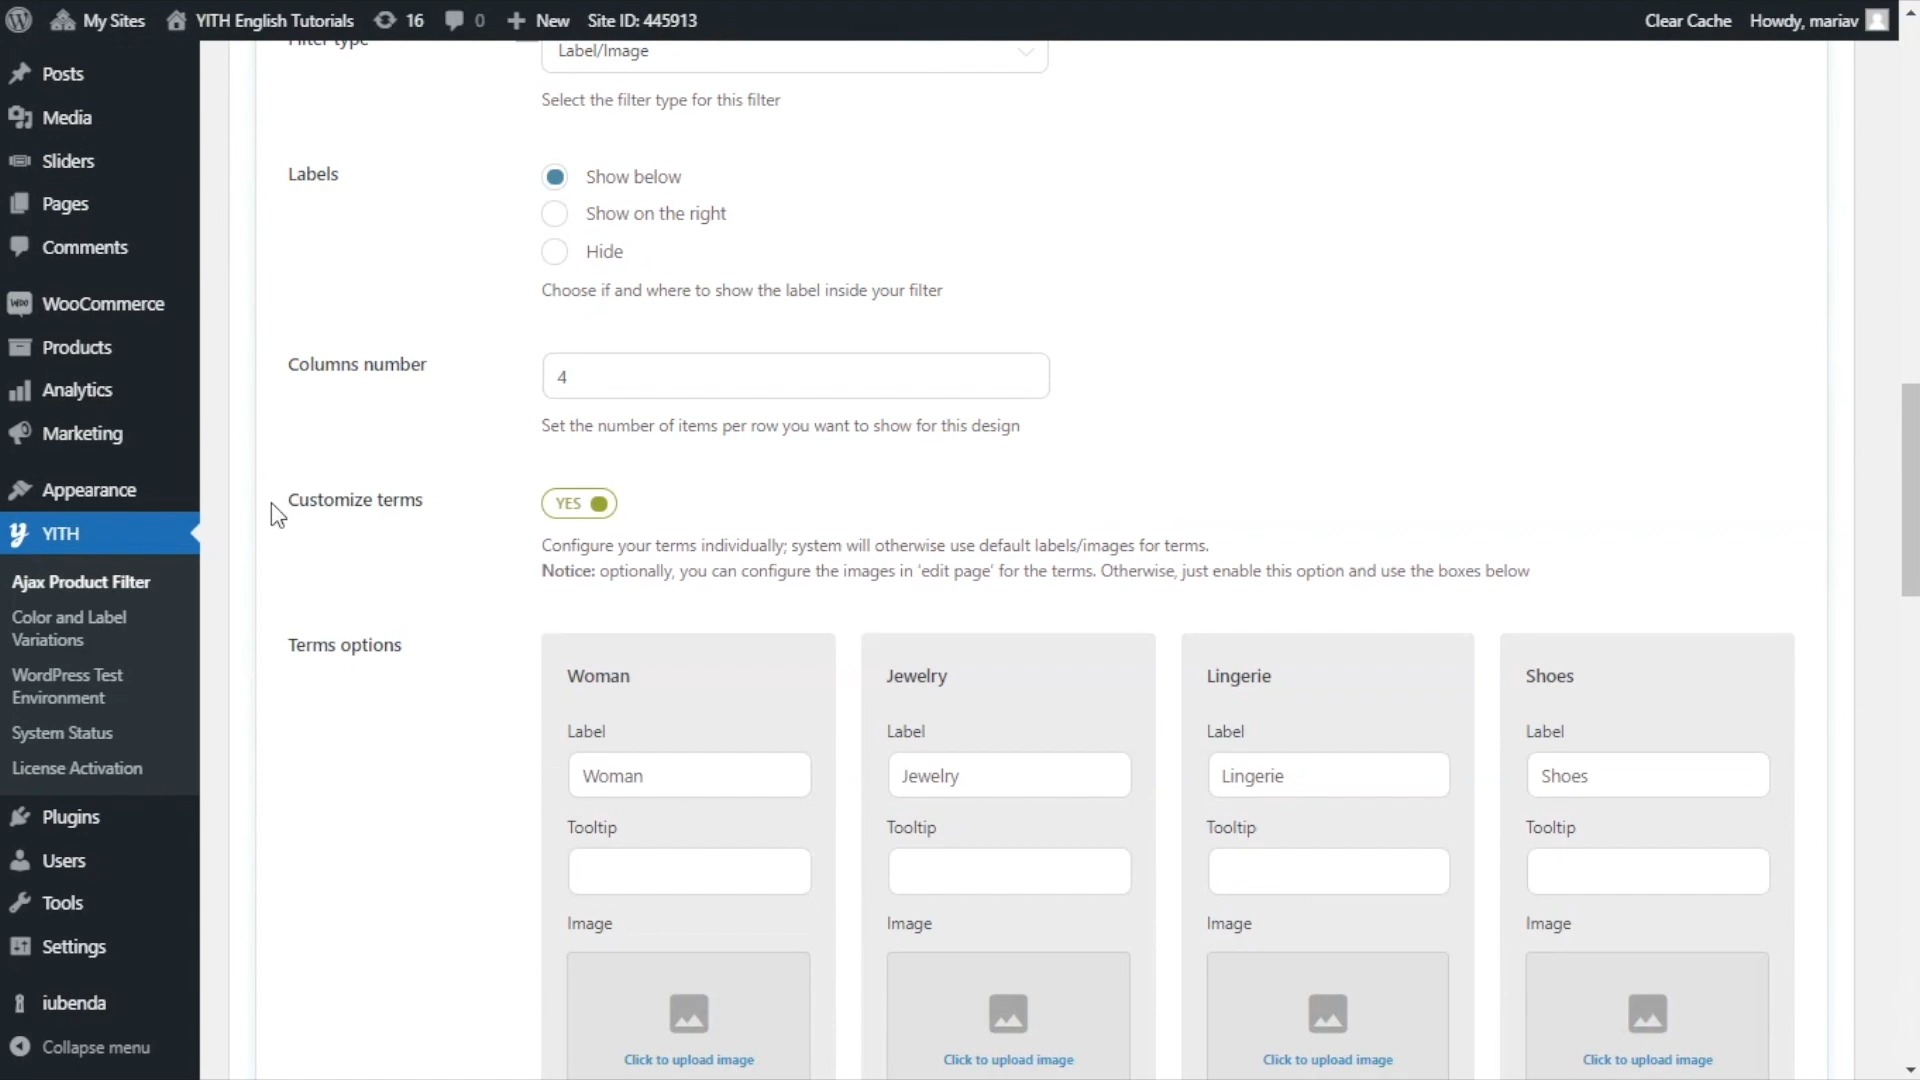 My Sites
YITH English Tutorials
16
0
New
Site ID: 445913
Clear Cache
Howdy, mariav
Posts
Media
Sliders
Pages
Comments
WooCommerce
Products
Analytics
Marketing
Appearance
YITH
Ajax Product Filter
Color and Label
Variations
WordPress Test
Environment
System Status
License Activation
Plugins
Users
Tools
Settings
iubenda
Collapse menu
Filter type
Label/Image
Select the filter type for this filter
Labels
Show below
Show on the right
Hide
Choose if and where to show the label inside your filter
Columns number
4
Set the number of items per row you want to show for this design
Customize terms
YES
Configure your terms individually; system will otherwise use default labels/images for terms.
Notice: optionally, you can configure the images in 'edit page' for the terms. Otherwise, just enable this option and use the boxes below
Terms options
Woman
Label
Woman
Tooltip
Image
Click to upload image
Jewelry
Label
Jewelry
Tooltip
Image
Click to upload image
Lingerie
Label
Lingerie
Tooltip
Image
Click to upload image
Shoes
Label
Shoes
Tooltip
Image
Click to upload image